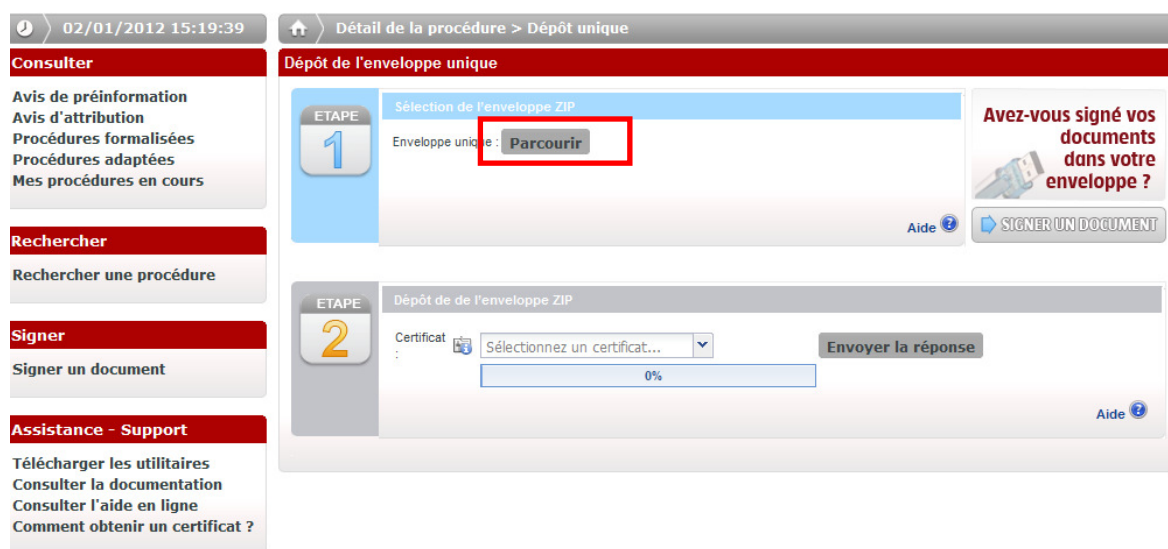 02/01/2012 15:19:39
Détail de la procédure > Dépôt unique
Consulter
Avis de préinformation
Avis d'attribution
Procédures formalisées
Procédures adaptées
Mes procédures en cours
Rechercher
Rechercher une procédure
Signer
Signer un document
Assistance - Support
Télécharger les utilitaires
Consulter la documentation
Consulter l'aide en ligne
Comment obtenir un certificat ?
Dépôt de l'enveloppe unique
ETAPE
1
Sélection de l'enveloppe ZIP
Enveloppe unique : Parcourir
Aide ?
Avez-vous signé vos
documents
dans votre
enveloppe ?
SIGNER UN DOCUMENT
ETAPE
2
Dépôt de de l'enveloppe ZIP
Certificat
:
Sélectionnez un certificat...
Envoyer la réponse
0%
Aide ?